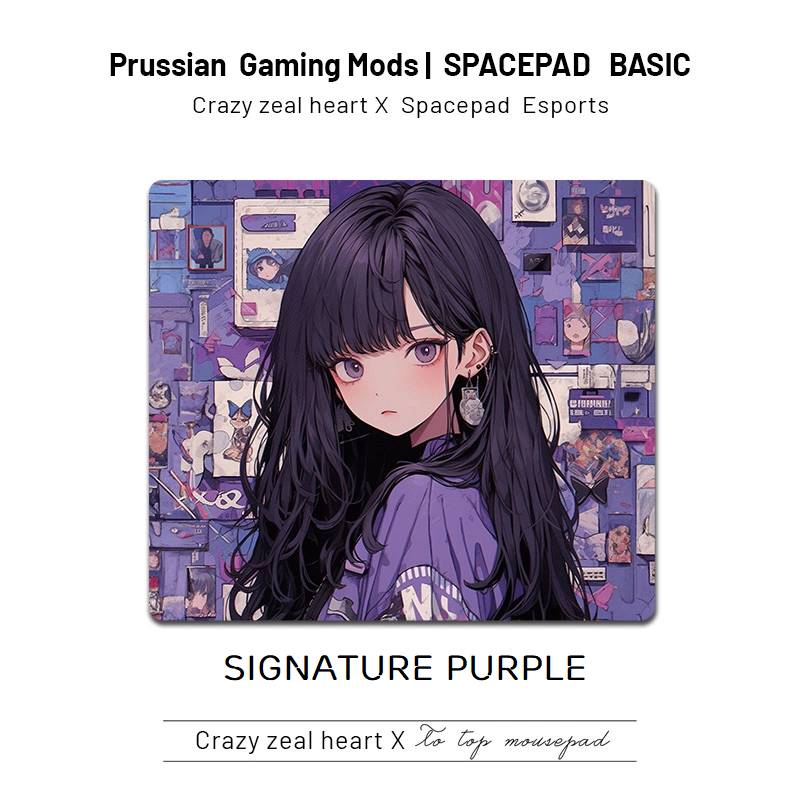 Prussian Gaming Mods | SPACEPAD BASIC
Crazy zeal heart X Spacepad Esports
SIGNATURE PURPLE
Crazy zeal heart X To top mousepad